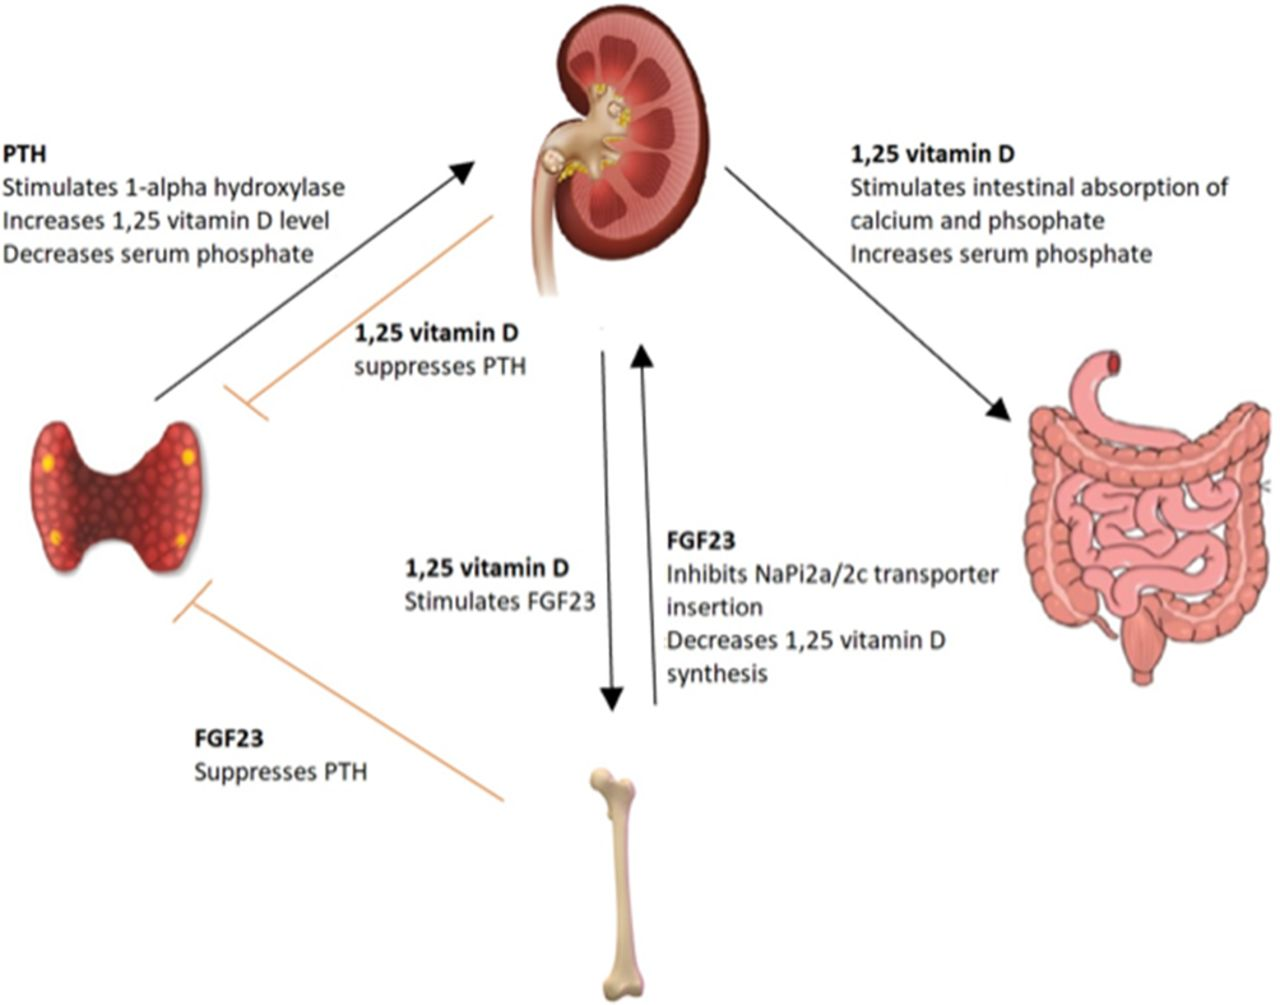 PTH
Stimulates 1-alpha hydroxylase
Increases 1,25 vitamin D level
Decreases serum phosphate
1,25 vitamin D
Stimulates intestinal absorption of
calcium and phsophate
Increases serum phosphate
1,25 vitamin D
suppresses PTH
1,25 vitamin D
Stimulates FGF23
FGF23
Inhibits NaPi2a/2c transporter
insertion
Decreases 1,25 vitamin D
synthesis
FGF23
Suppresses PTH